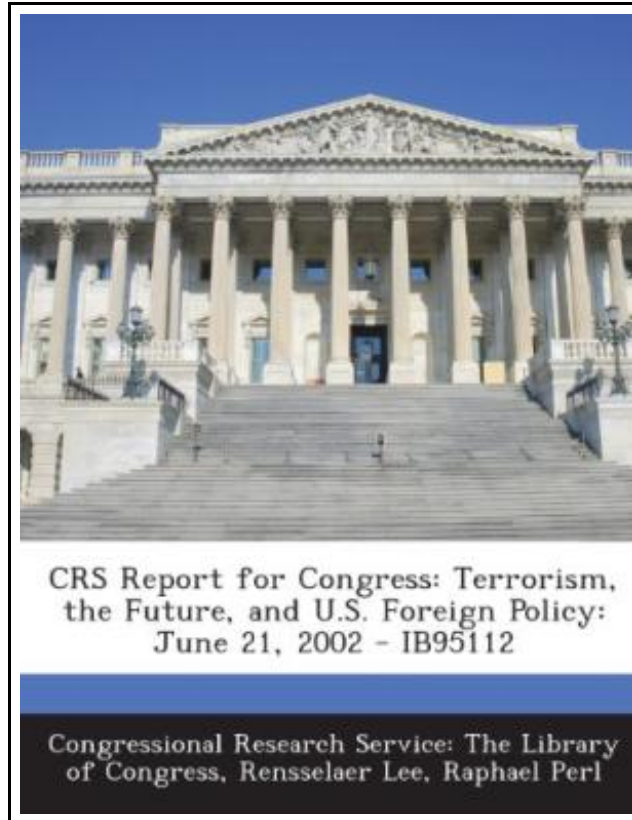 CRS Report for Congress: Terrorism,
the Future, and U.S. Foreign Policy:
June 21, 2002 - IB95112
Congressional Research Service: The Library
of Congress, Rensselaer Lee, Raphael Perl